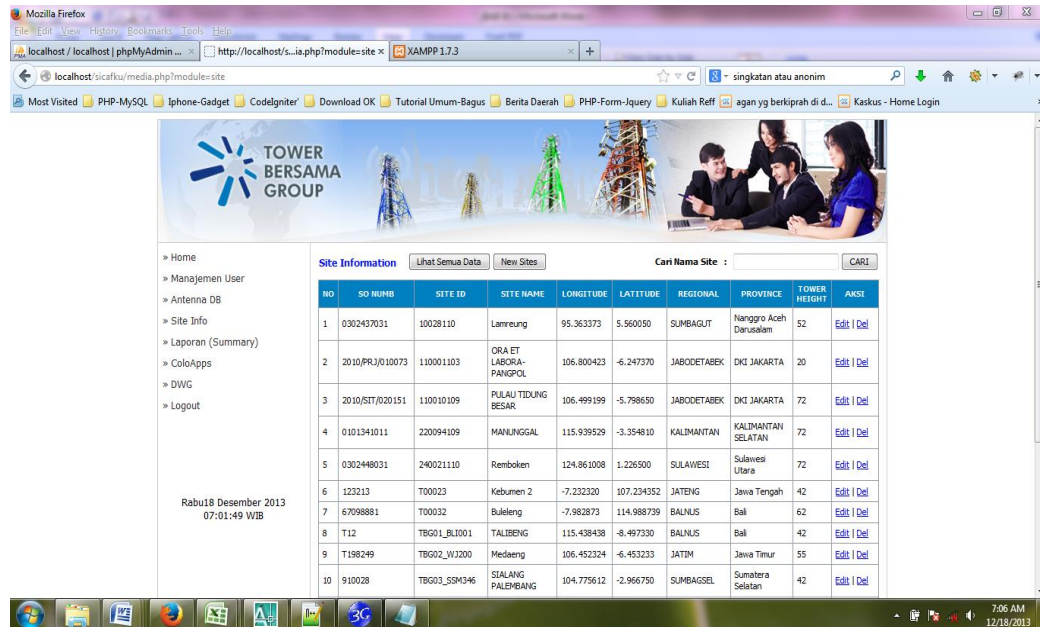 Mozilla Firefox
File Edit View History Bookmarks Tools Help
localhost / localhost | phpMyAdmin ... × http://localhost/s...ia.php?module=site × XAMPP 1.7.3 × +
localhost/sicafku/media.php?module=site singkatan atau anonim
Most Visited PHP-MySQL Iphone-Gadget CodeIgniter' Download OK Tutorial Umum-Bagus Berita Daerah PHP-Form-Jquery Kuliah Reff agan yg berkiprah di d... Kaskus - Home Login
TOWER
BERSAMA
GROUP
» Home
» Manajemen User
» Antenna DB
» Site Info
» Laporan (Summary)
» ColoApps
» DWG
» Logout
Rabu18 Desember 2013
07:01:49 WIB
Site Information Lihat Semua Data New Sites Cari Nama Site : CARI
NO SO NUMB SITE ID SITE NAME LONGITUDE LATITUDE REGIONAL PROVINCE TOWER HEIGHT AKSI
1 0302437031 10028110 Lamreung 95.363373 5.560050 SUMBAGUT Nanggro Aceh Darusalam 52 Edit | Del
2 2010/PRJ/010073 110001103 ORA ET LABORA-PANGPOL 106.800423 -6.247370 JABODETABEK DKI JAKARTA 20 Edit | Del
3 2010/SIT/020151 110010109 PULAU TIDUNG BESAR 106.499199 -5.798650 JABODETABEK DKI JAKARTA 72 Edit | Del
4 0101341011 220094109 MANUNGGAL 115.939529 -3.354810 KALIMANTAN KALIMANTAN SELATAN 72 Edit | Del
5 0302448031 240021110 Remboken 124.861008 1.226500 SULAWESI Sulawesi Utara 72 Edit | Del
6 123213 T00023 Kebumen 2 -7.232320 107.234352 JATENG Jawa Tengah 42 Edit | Del
7 67098881 T00032 Buleleng -7.982873 114.988739 BALNUS Bali 62 Edit | Del
8 T12 TBG01_BLI001 TALIBENG 115.438438 -8.497330 BALNUS Bali 42 Edit | Del
9 T198249 TBG02_WJ200 Medaeng 106.452324 -6.453233 JATIM Jawa Timur 55 Edit | Del
10 910028 TBG03_SSM346 SIALANG PALEMBANG 104.775612 -2.966750 SUMBAGSEL Sumatera Selatan 42 Edit | Del
3G
7:06 AM
12/18/2013